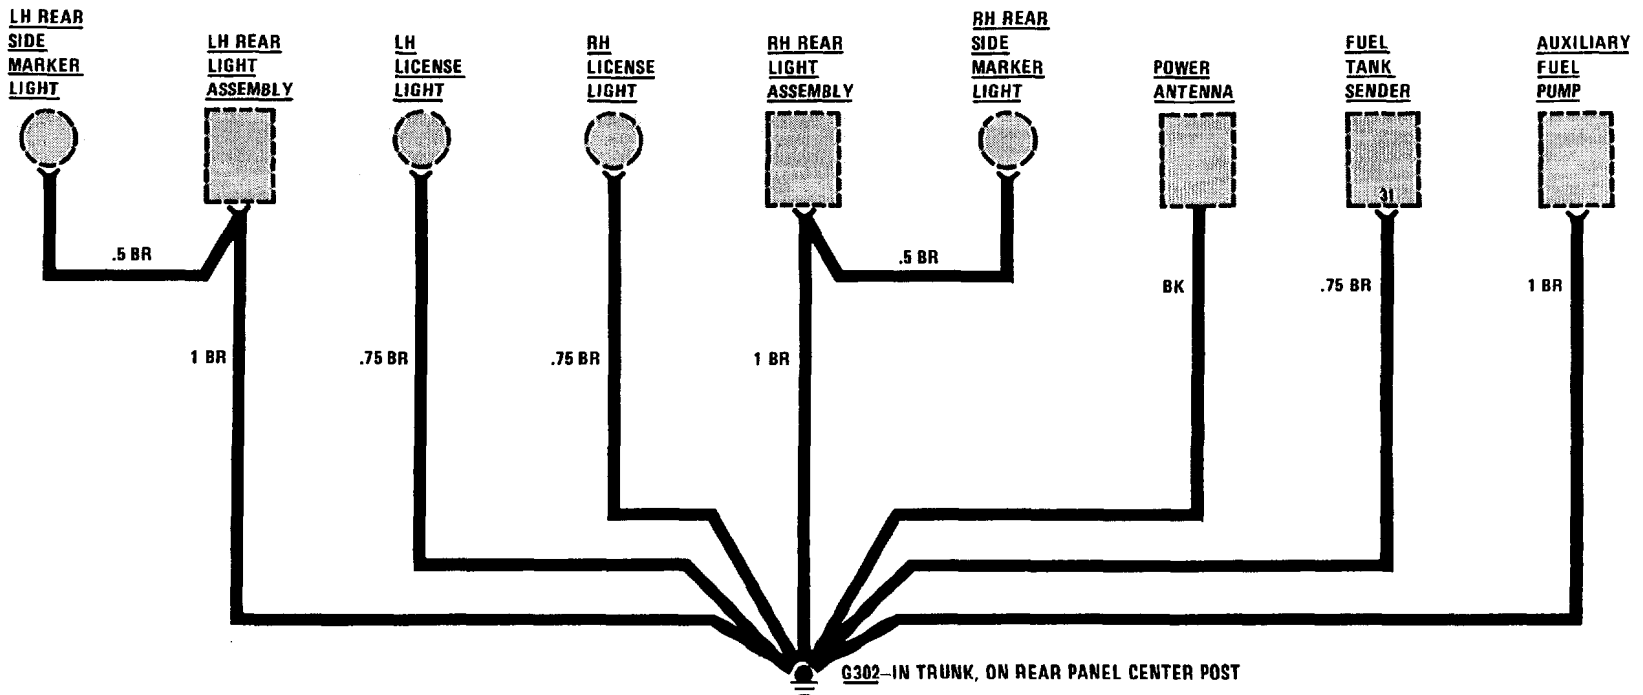 LH REAR
SIDE
MARKER
LIGHT
LH REAR
LIGHT
ASSEMBLY
LH
LICENSE
LIGHT
RH
LICENSE
LIGHT
RH REAR
LIGHT
ASSEMBLY
RH REAR
SIDE
MARKER
LIGHT
POWER
ANTENNA
FUEL
TANK
SENDER
AUXILIARY
FUEL
PUMP
31
.5 BR
.5 BR
BK
.75 BR
1 BR
1 BR
.75 BR
.75 BR
1 BR
G302–IN TRUNK, ON REAR PANEL CENTER POST